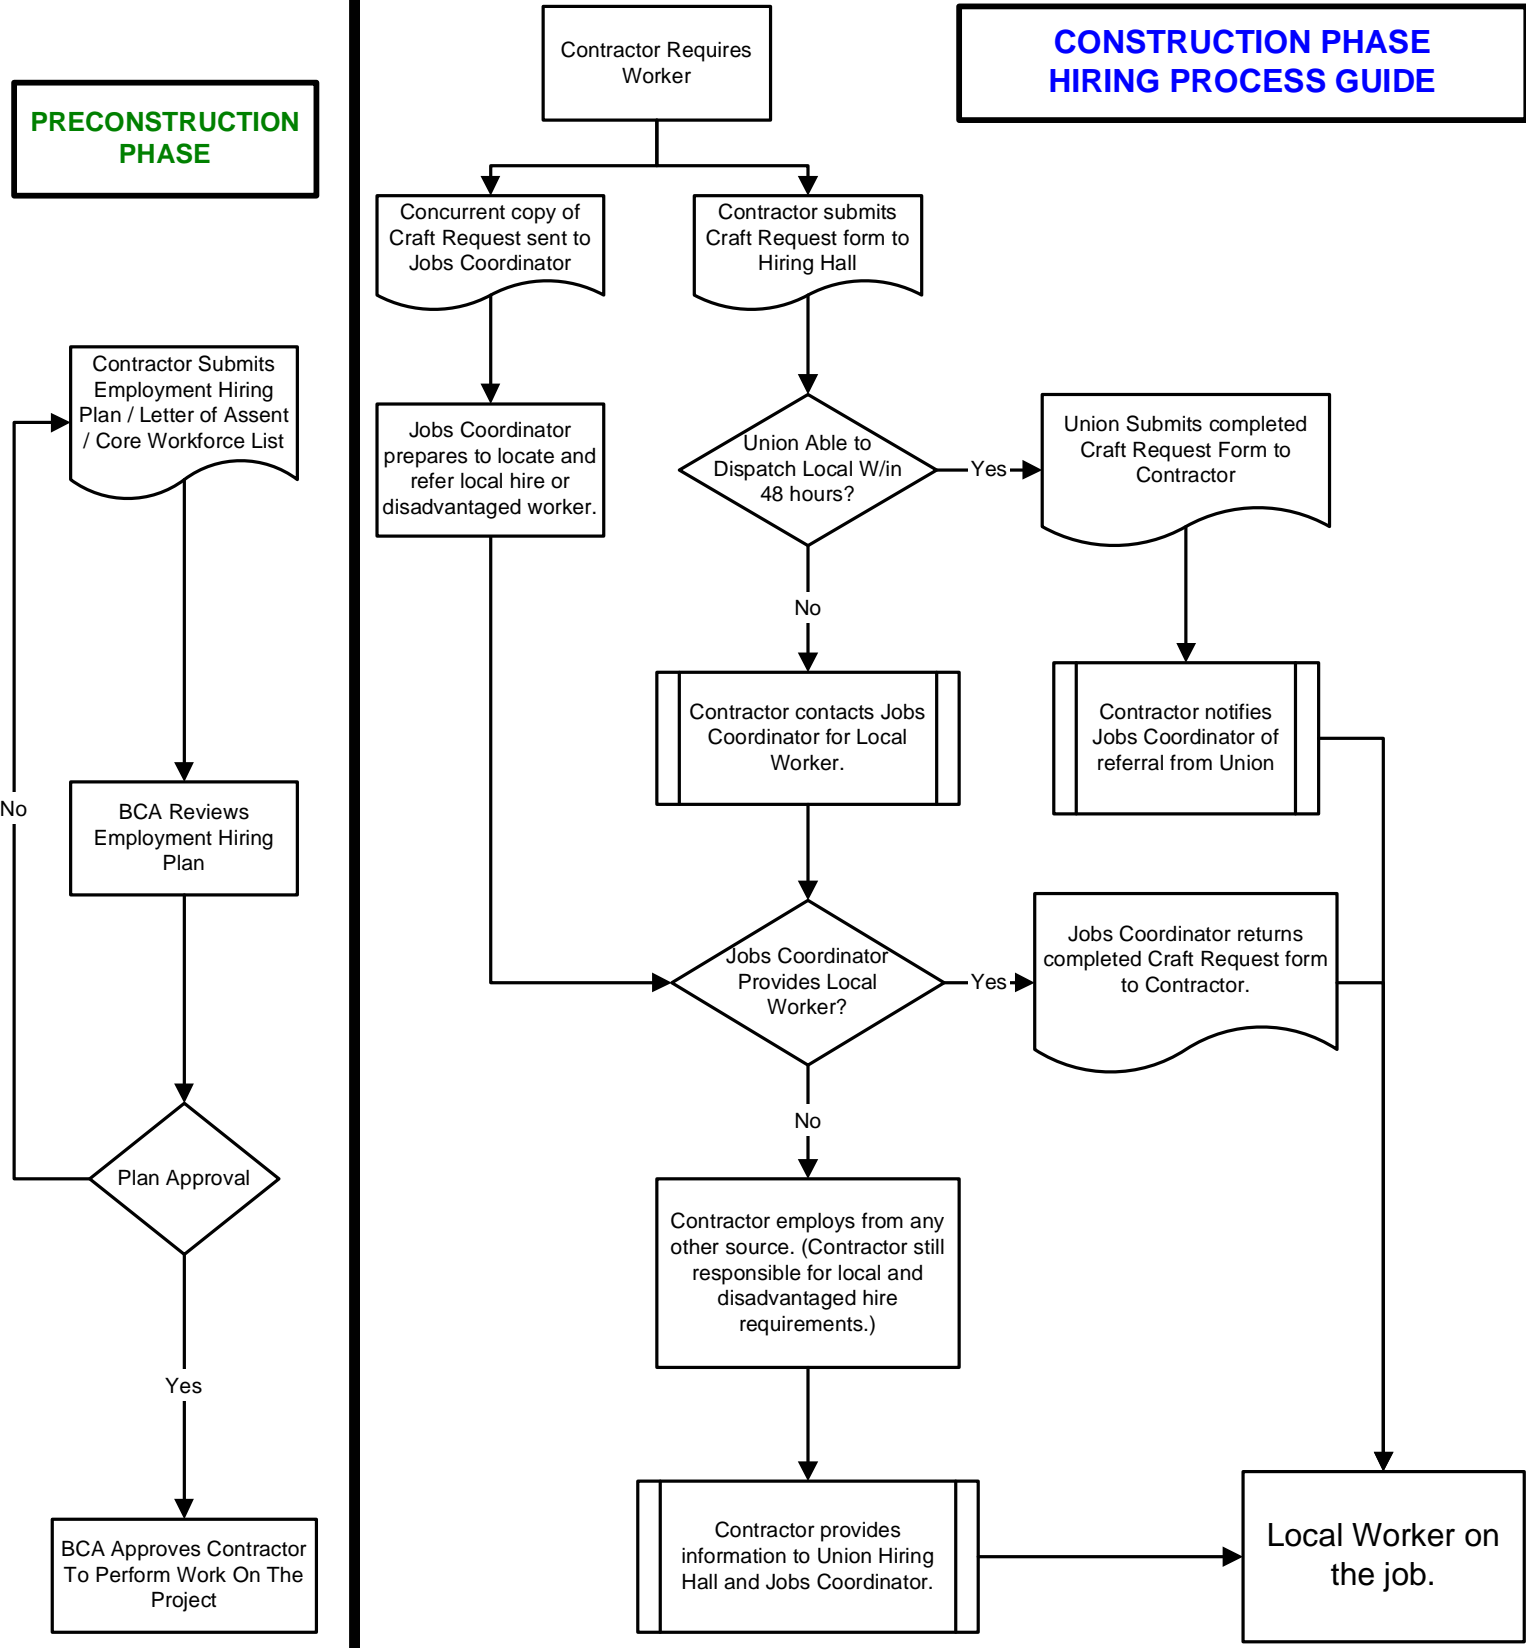 PRECONSTRUCTION
PHASE
Contractor Submits
Employment Hiring
Plan / Letter of Assent
/ Core Workforce List
No
BCA Reviews
Employment Hiring
Plan
Plan Approval
Yes
BCA Approves Contractor
To Perform Work On The
Project
CONSTRUCTION PHASE
HIRING PROCESS GUIDE
Contractor Requires
Worker
Concurrent copy of
Craft Request sent to
Jobs Coordinator
Contractor submits
Craft Request form to
Hiring Hall
Jobs Coordinator
prepares to locate and
refer local hire or
disadvantaged worker.
Union Able to
Dispatch Local W/in
48 hours?
Yes
Union Submits completed
Craft Request Form to
Contractor
No
Contractor contacts Jobs
Coordinator for Local
Worker.
Contractor notifies
Jobs Coordinator of
referral from Union
Jobs Coordinator
Provides Local
Worker?
Yes
Jobs Coordinator returns
completed Craft Request form
to Contractor.
No
Contractor employs from any
other source. (Contractor still
responsible for local and
disadvantaged hire
requirements.)
Contractor provides
information to Union Hiring
Hall and Jobs Coordinator.
Local Worker on
the job.